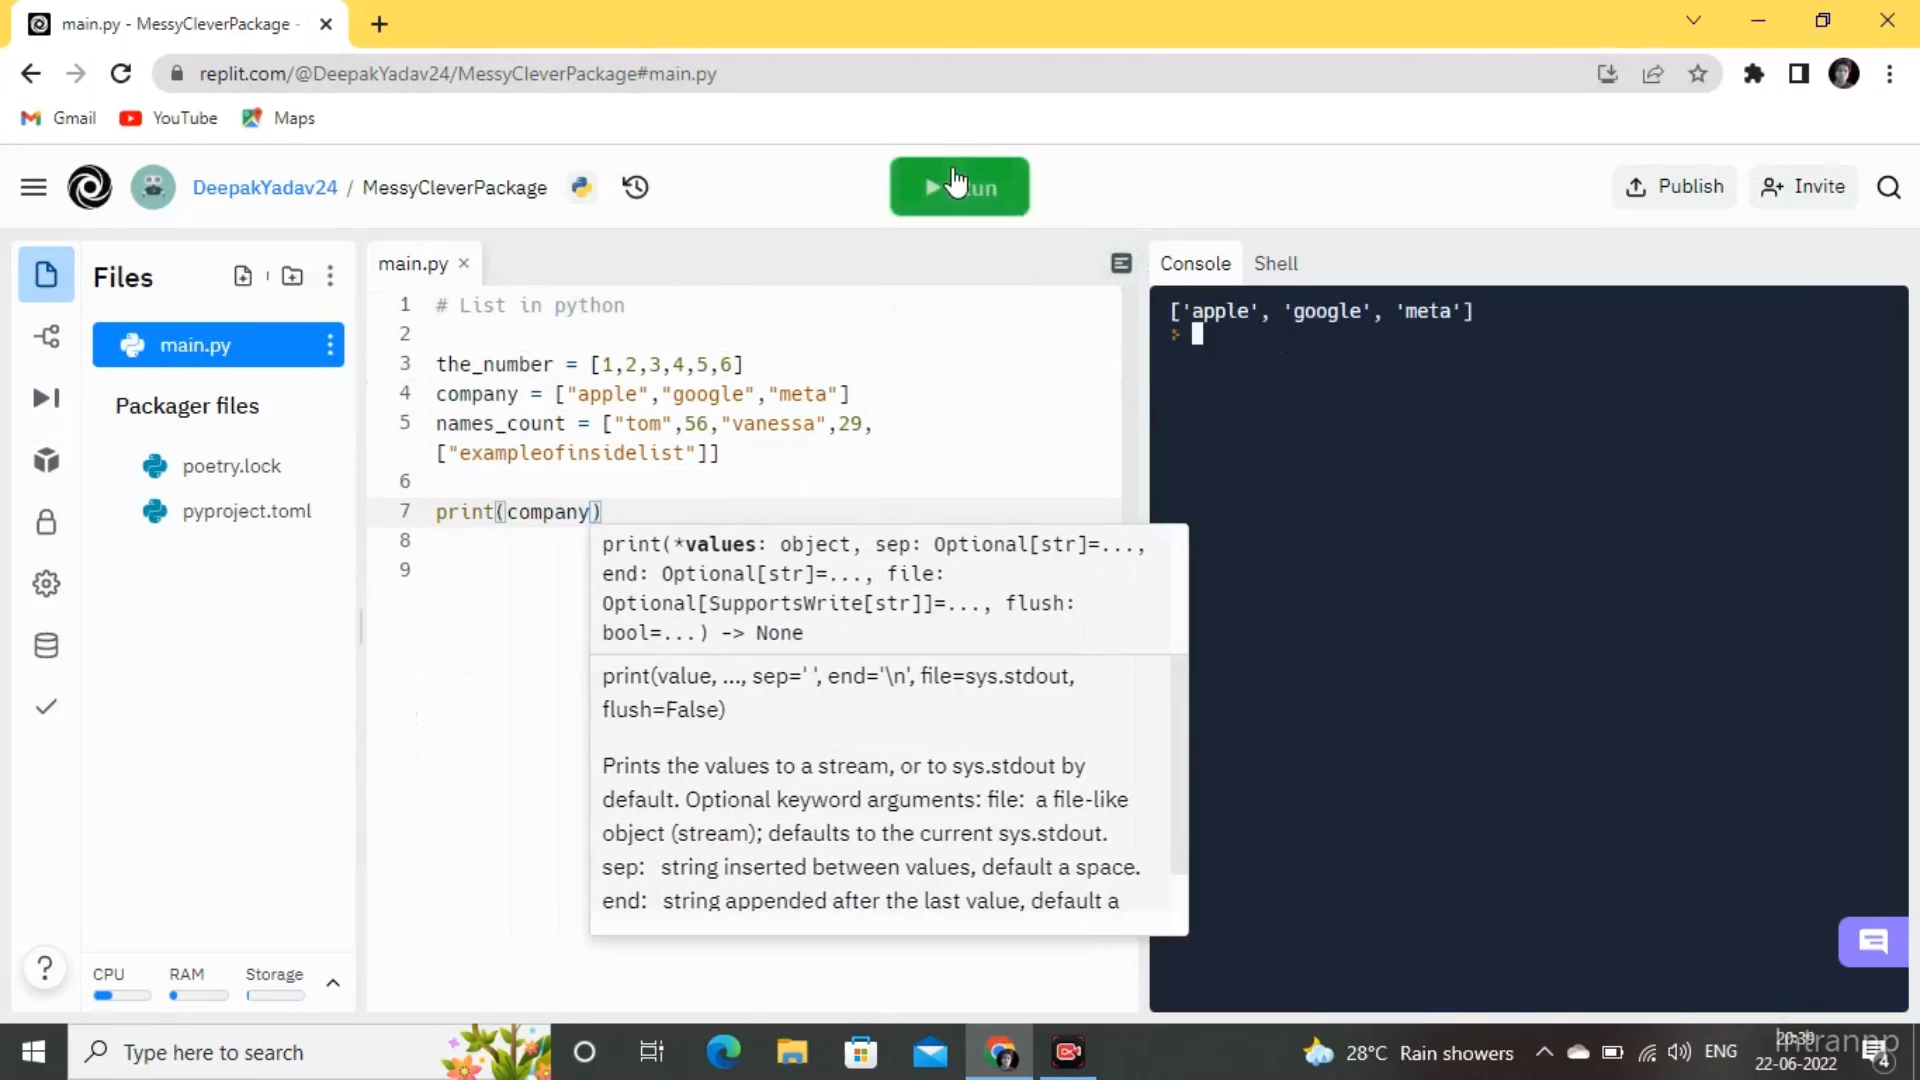 main.py - MessyCleverPackage -
replit.com/@DeepakYadav24/MessyCleverPackage#main.py
Gmail YouTube Maps
DeepakYadav24 / MessyCleverPackage
Publish Invite
Files
main.py
Packager files
poetry.lock
pyproject.toml
CPU RAM Storage
main.py
1 # List in python
2
3 the_number = [1,2,3,4,5,6]
4 company = ["apple","google","meta"]
5 names_count = ["tom",56,"vanessa",29,
["exampleofinsidelist"]]
6
7 print(company)
8
9
print(*values: object, sep: Optional[str]=...,
end: Optional[str]=..., file:
Optional[SupportsWrite[str]]=..., flush:
bool=...) -> None
print(value, ..., sep=' ', end='\n', file=sys.stdout,
flush=False)
Prints the values to a stream, or to sys.stdout by
default. Optional keyword arguments: file: a file-like
object (stream); defaults to the current sys.stdout.
sep: string inserted between values, default a space.
end: string appended after the last value, default a
Console Shell
['apple', 'google', 'meta']
?
Type here to search
28°C Rain showers
ENG
20:39
22-06-2022
4